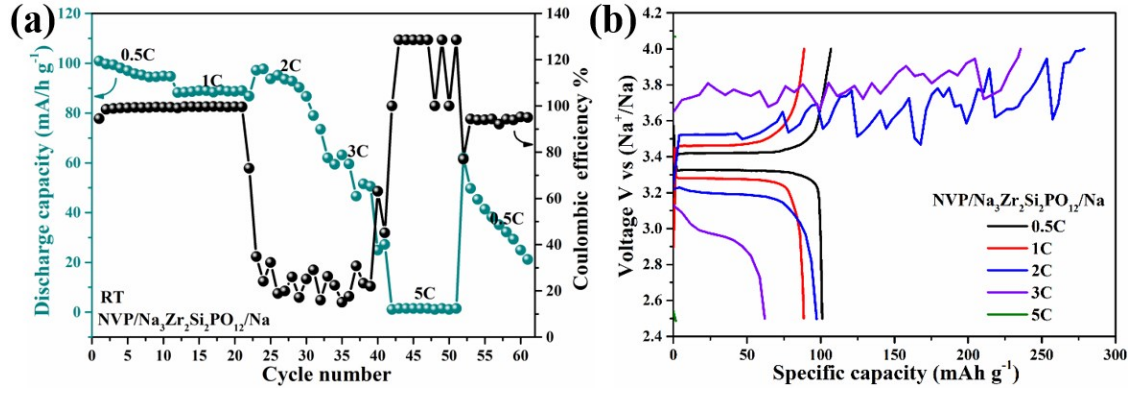 (a)
120
100
80
60
40
20
0
Discharge capacity (mA/h g⁻¹)
0.5C
1C
2C
3C
5C
0.5C
RT
NVP/Na₃Zr₂Si₂PO₁₂/Na
0 5 10 15 20 25 30 35 40 45 50 55 60
Cycle number
140
120
100
80
60
40
20
0
Coulombic efficiency %
(b)
4.2
4.0
3.8
3.6
3.4
3.2
3.0
2.8
2.6
2.4
Voltage V vs (Na⁺/Na)
NVP/Na₃Zr₂Si₂PO₁₂/Na
0.5C
1C
2C
3C
5C
0 50 100 150 200 250 300
Specific capacity (mAh g⁻¹)